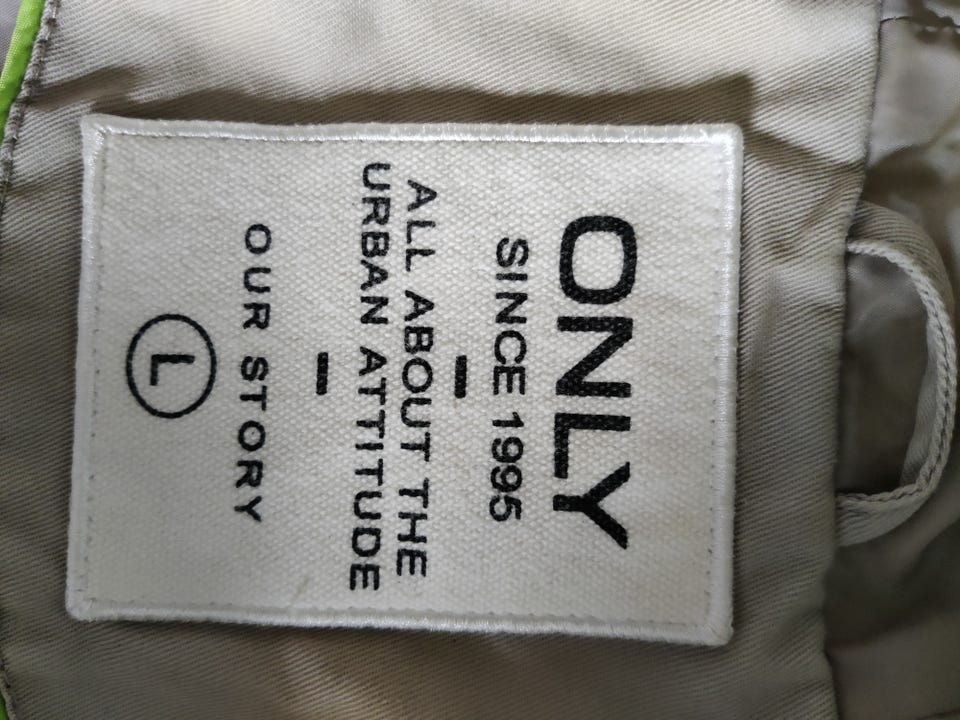 ONLY
SINCE 1995
-
ALL ABOUT THE
URBAN ATTITUDE
-
OUR STORY
L